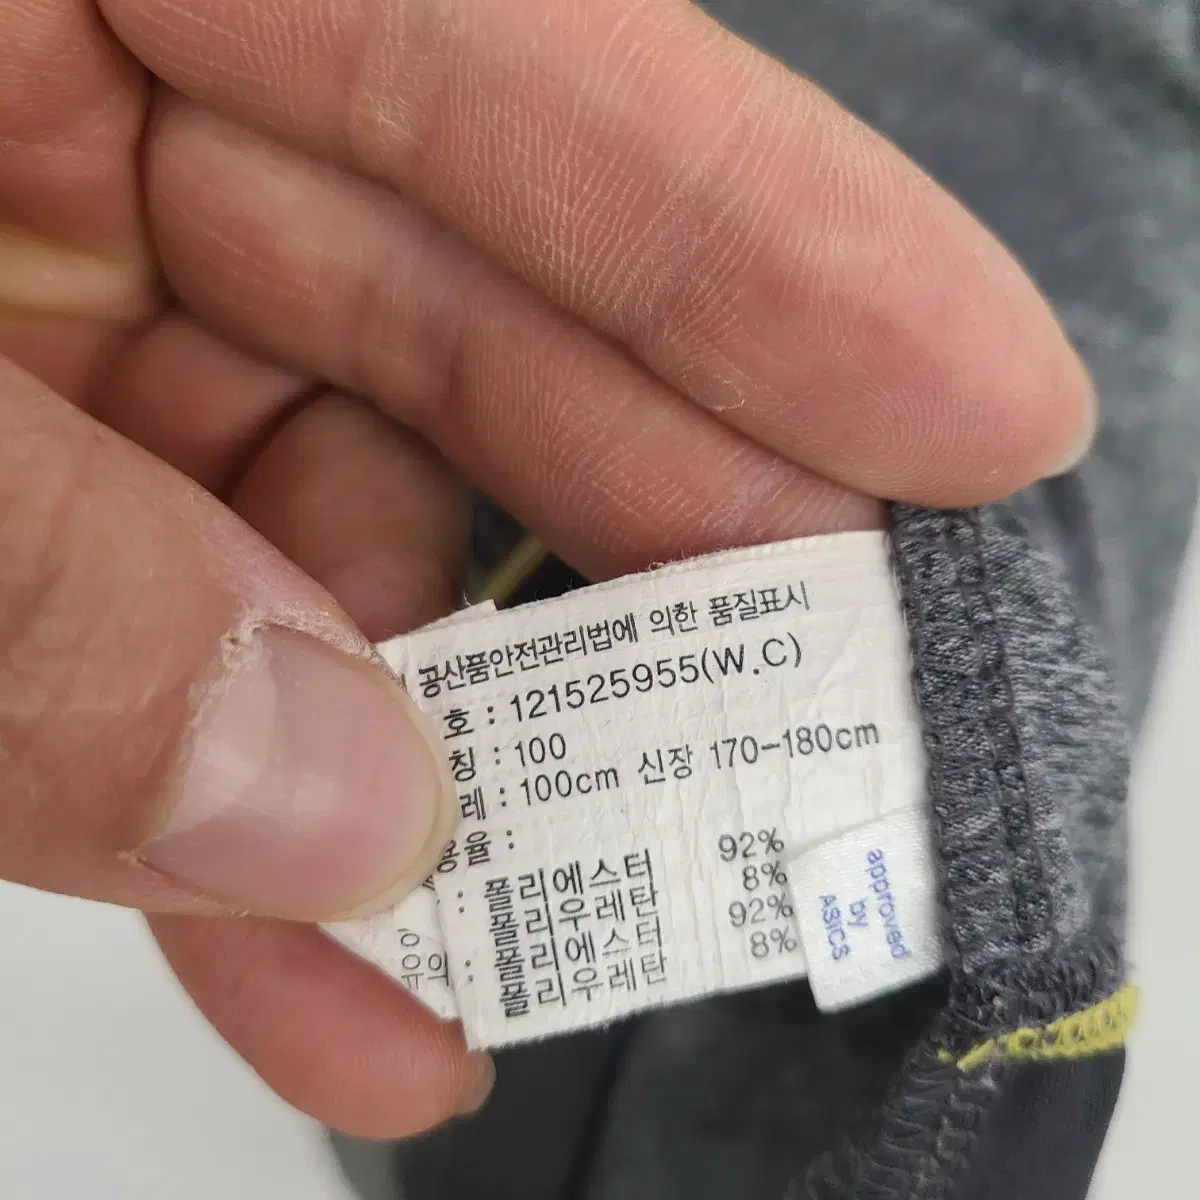 공산품안전관리법에 의한 품질표시
호 : 121525955(W.C)
칭 : 100
레 : 100cm 신장 170-180cm
용율 :
: 폴리에스터 92%
폴리우레탄 8%
: 폴리에스터 92%
폴리우레탄 8%
유의
approved
by
ASICS